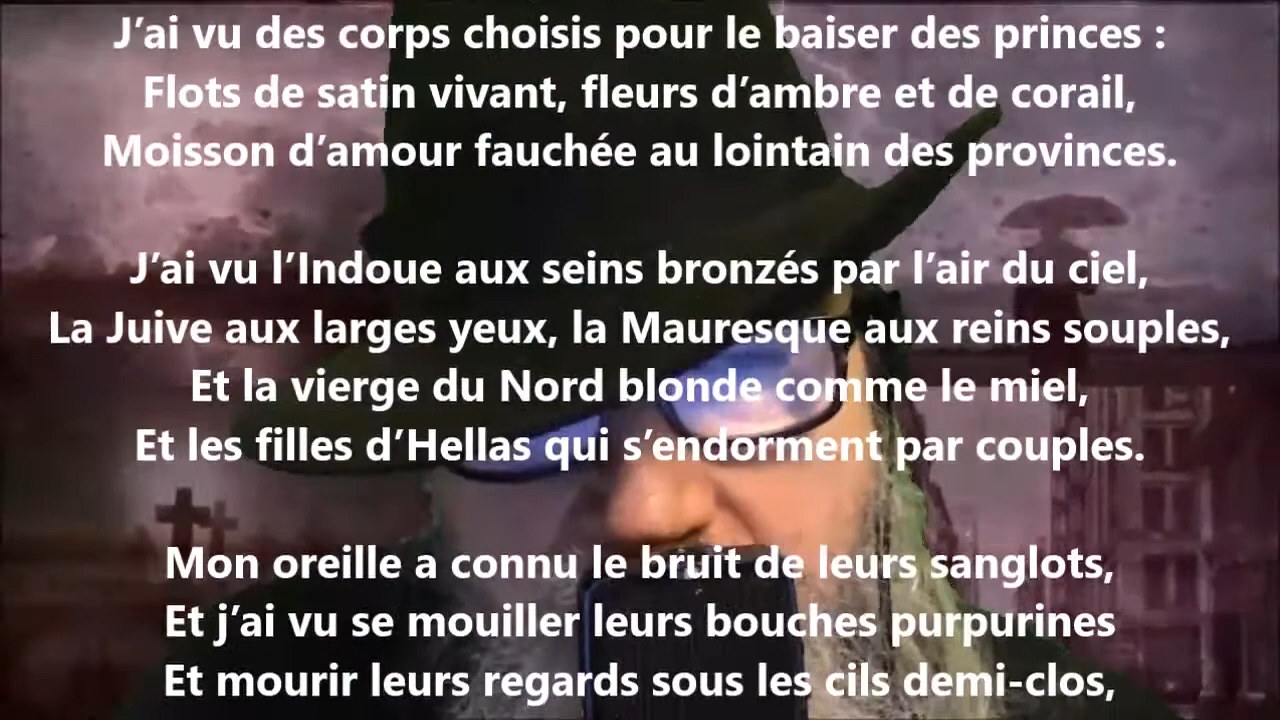 J’ai vu des corps choisis pour le baiser des princes :
Flots de satin vivant, fleurs d’ambre et de corail,
Moisson d’amour fauchée au lointain des provinces.
J’ai vu l’Indoue aux seins bronzés par l’air du ciel,
La Juive aux larges yeux, la Mauresque aux reins souples,
Et la vierge du Nord blonde comme le miel,
Et les filles d’Hellas qui s’endorment par couples.
Mon oreille a connu le bruit de leurs sanglots,
Et j’ai vu se mouiller leurs bouches purpurines
Et mourir leurs regards sous les cils demi-clos,